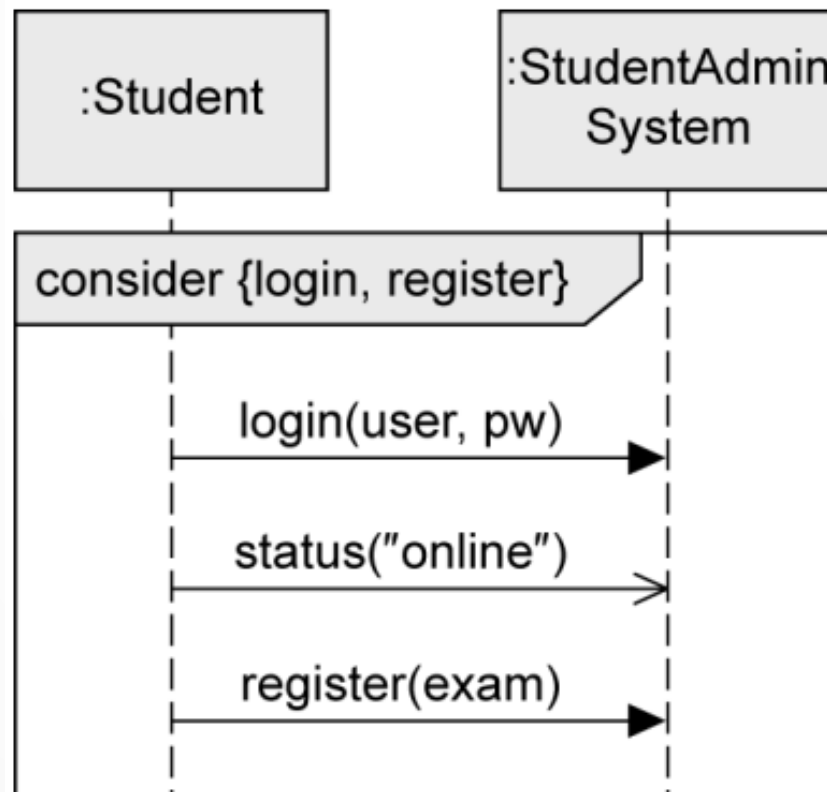 :Student
:StudentAdmin
System
consider {login, register}
login(user, pw)
status("online")
register(exam)